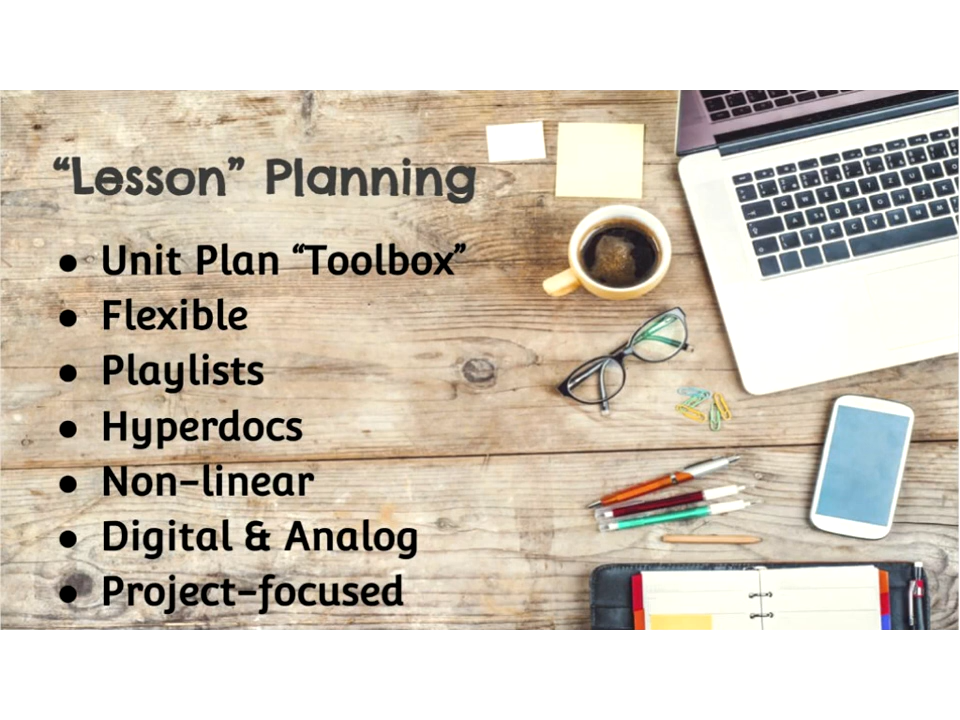 “Lesson” Planning
● Unit Plan “Toolbox”
● Flexible
● Playlists
● Hyperdocs
● Non-linear
● Digital & Analog
● Project-focused